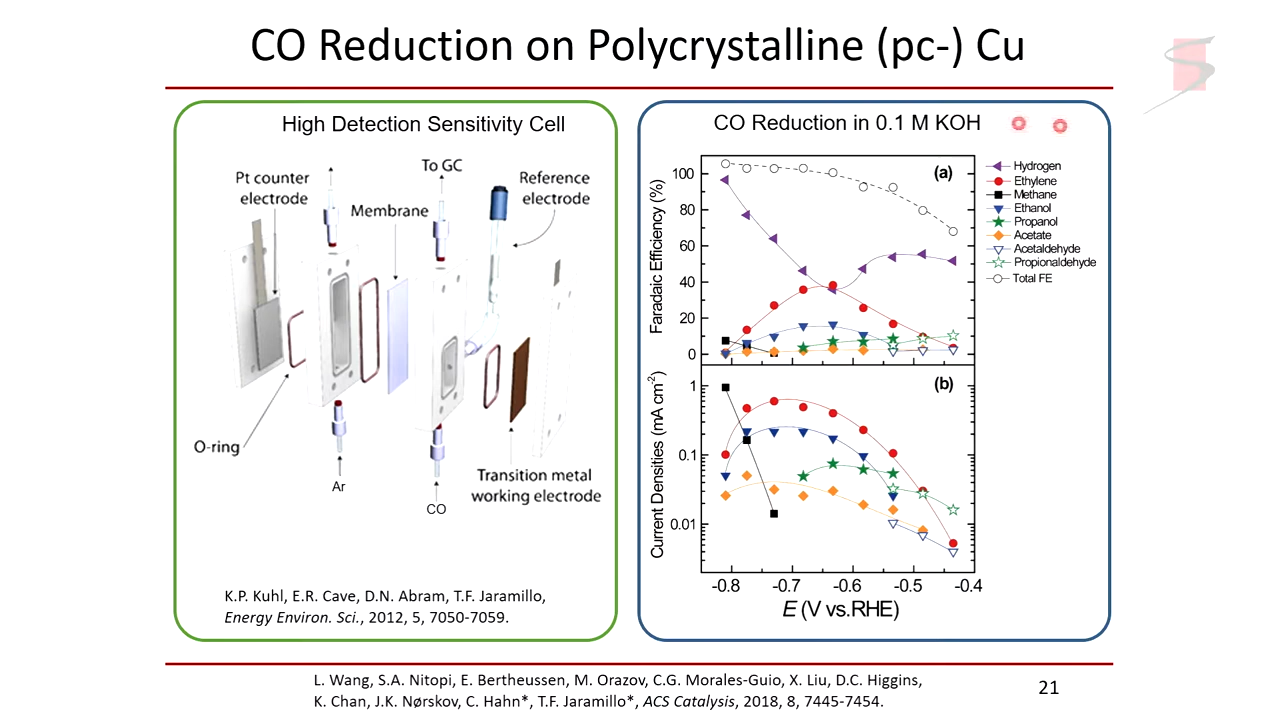 CO Reduction on Polycrystalline (pc-) Cu
High Detection Sensitivity Cell
To GC
Pt counter
electrode
Reference
electrode
Membrane
O-ring
Ar
CO
Transition metal
working electrode
K.P. Kuhl, E.R. Cave, D.N. Abram, T.F. Jaramillo,
Energy Environ. Sci., 2012, 5, 7050-7059.
CO Reduction in 0.1 M KOH
(a)
Faradaic Efficiency (%)
100
80
60
40
20
0
Hydrogen
Ethylene
Methane
Ethanol
Propanol
Acetate
Acetaldehyde
Propionaldehyde
Total FE
(b)
Current Densities (mA cm-2)
1
0.1
0.01
-0.8 -0.7 -0.6 -0.5 -0.4
E (V vs.RHE)
L. Wang, S.A. Nitopi, E. Bertheussen, M. Orazov, C.G. Morales-Guio, X. Liu, D.C. Higgins,
K. Chan, J.K. Nørskov, C. Hahn*, T.F. Jaramillo*, ACS Catalysis, 2018, 8, 7445-7454.
21